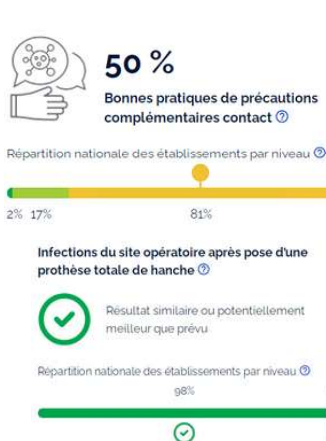 50 %
Bonnes pratiques de précautions
complémentaires contact ?
Répartition nationale des établissements par niveau ?
2% 17% 81%
Infections du site opératoire après pose d'une
prothèse totale de hanche ?
Résultat similaire ou potentiellement
meilleur que prévu
Répartition nationale des établissements par niveau ?
98%